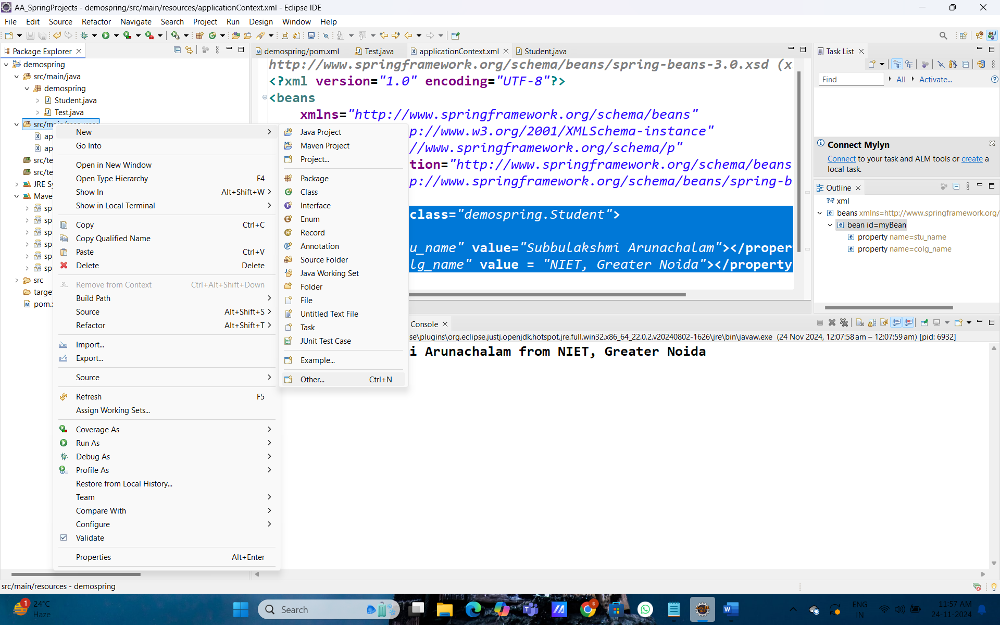 AA_SpringProjects - demospring/src/main/resources/applicationContext.xml - Eclipse IDE
File Edit Source Refactor Navigate Search Project Run Design Window Help
Package Explorer
demospring
src/main/java
demospring
Student.java
Test.java
src/main/resources
ap
ap
src/te
src/te
JRE Sy
Mave
sp
sp
sp
sp
sp
sp
src
targe
pom.x
New
Go Into
Open in New Window
Open Type Hierarchy F4
Show In Alt+Shift+W
Show in Local Terminal
Copy Ctrl+C
Copy Qualified Name
Paste Ctrl+V
Delete Delete
Remove from Context Ctrl+Alt+Shift+Down
Build Path
Source Alt+Shift+S
Refactor Alt+Shift+T
Import...
Export...
Source
Refresh F5
Assign Working Sets...
Coverage As
Run As
Debug As
Profile As
Restore from Local History...
Team
Compare With
Configure
Validate
Properties Alt+Enter
Java Project
Maven Project
Project...
Package
Class
Interface
Enum
Record
Annotation
Source Folder
Java Working Set
Folder
File
Untitled Text File
Task
JUnit Test Case
Example...
Other... Ctrl+N
demospring/pom.xml Test.java applicationContext.xml Student.java
http://www.springframework.org/schema/beans/spring-beans-3.0.xsd (x
<?xml version="1.0" encoding="UTF-8"?>
<beans
xmlns="http://www.springframework.org/schema/beans"
p://www.w3.org/2001/XMLSchema-instance"
//www.springframework.org/schema/p"
tion="http://www.springframework.org/schema/beans
p://www.springframework.org/schema/beans/spring-b
class="demospring.Student">
u_name" value="Subbulakshmi Arunachalam"></proper
lg_name" value = "NIET, Greater Noida"></property
Console
se\plugins\org.eclipse.justj.openjdk.hotspot.jre.full.win32.x86_64_22.0.2.v20240802-1626\jre\bin\javaw.exe (24 Nov 2024, 12:07:58 am – 12:07:59 am) [pid: 6932]
i Arunachalam from NIET, Greater Noida
Task List
Find All Activate...
Connect Mylyn
Connect to your task and ALM tools or create a
local task.
Outline
xml
beans xmlns=http://www.springframework.org/
bean id=myBean
property name=stu_name
property name=colg_name
src/main/resources - demospring
1
24°C
Haze
Search
ENG
IN
11:57 AM
24-11-2024